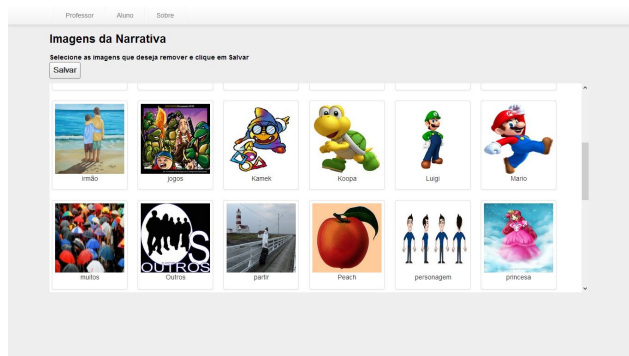 Professor Aluno Sobre
Imagens da Narrativa
Selecione as imagens que deseja remover e clique em Salvar
Salvar
irmão jogos Kamek Koopa Luigi Mario
OUTROS
muitos Outros partir Peach personagem princesa